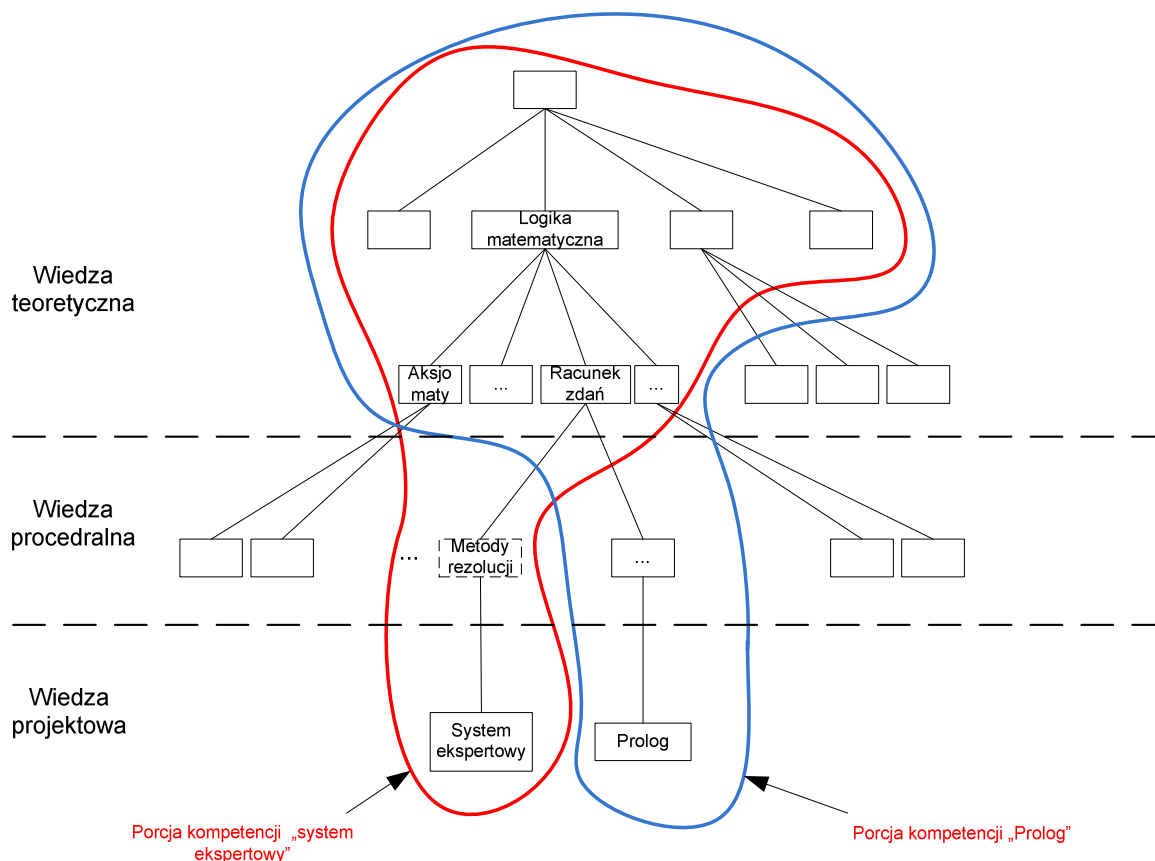 Logika
matematyczna
Wiedza
teoretyczna
Aksjo
maty
...
Racunek
zdań
...
Wiedza
procedralna
...
Metody
rezolucji
...
Wiedza
projektowa
System
ekspertowy
Prolog
Porcja kompetencji „system
ekspertowy”
Porcja kompetencji „Prolog”